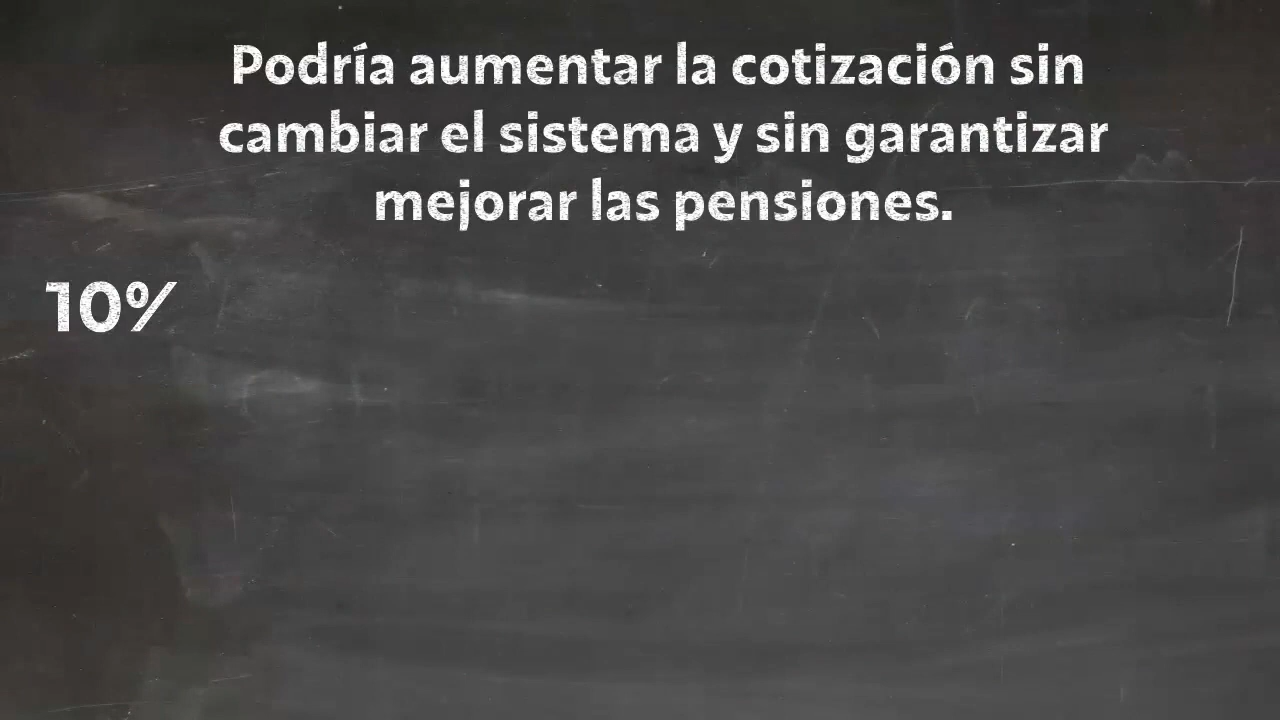 Podría aumentar la cotización sin
cambiar el sistema y sin garantizar
mejorar las pensiones.
10%